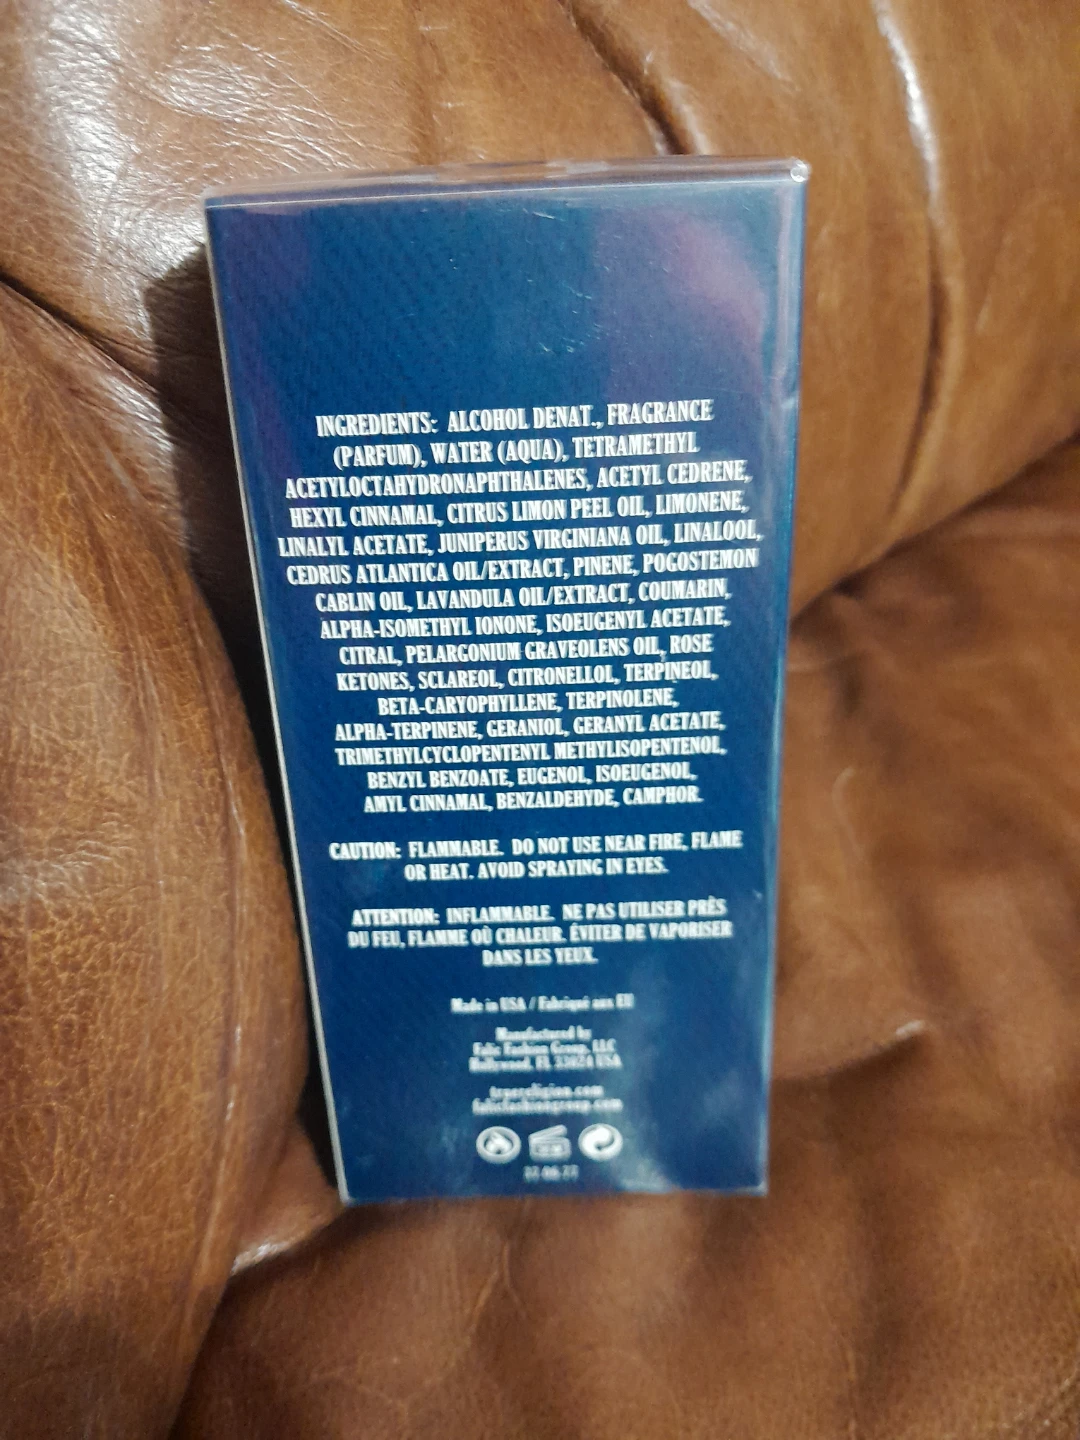 INGREDIENTS: ALCOHOL DENAT., FRAGRANCE
(PARFUM), WATER (AQUA), TETRAMETHYL
ACETYLOCTAHYDRONAPHTHALENES, ACETYL CEDRENE,
HEXYL CINNAMAL, CITRUS LIMON PEEL OIL, LIMONENE,
LINALYL ACETATE, JUNIPERUS VIRGINIANA OIL, LINALOOL,
CEDRUS ATLANTICA OIL/EXTRACT, PINENE, POGOSTEMON
CABLIN OIL, LAVANDULA OIL/EXTRACT, COUMARIN,
ALPHA-ISOMETHYL IONONE, ISOEUGENYL ACETATE,
CITRAL, PELARGONIUM GRAVEOLENS OIL, ROSE
KETONES, SCLAREOL, CITRONELLOL, TERPINEOL,
BETA-CARYOPHYLLENE, TERPINOLENE,
ALPHA-TERPINENE, GERANIOL, GERANYL ACETATE,
TRIMETHYLCYCLOPENTENYL METHYLISOPENTENOL,
BENZYL BENZOATE, EUGENOL, ISOEUGENOL,
AMYL CINNAMAL, BENZALDEHYDE, CAMPHOR.
CAUTION: FLAMMABLE. DO NOT USE NEAR FIRE, FLAME
OR HEAT. AVOID SPRAYING IN EYES.
ATTENTION: INFLAMMABLE. NE PAS UTILISER PRÈS
DU FEU, FLAMME OÙ CHALEUR. ÉVITER DE VAPORISER
DANS LES YEUX.
Made in USA / Fabriqué aux EU
Manufactured by
Falic Fashion Group, LLC
Hollywood, FL 33024 USA
truereligion.com
falicfashiongroup.com